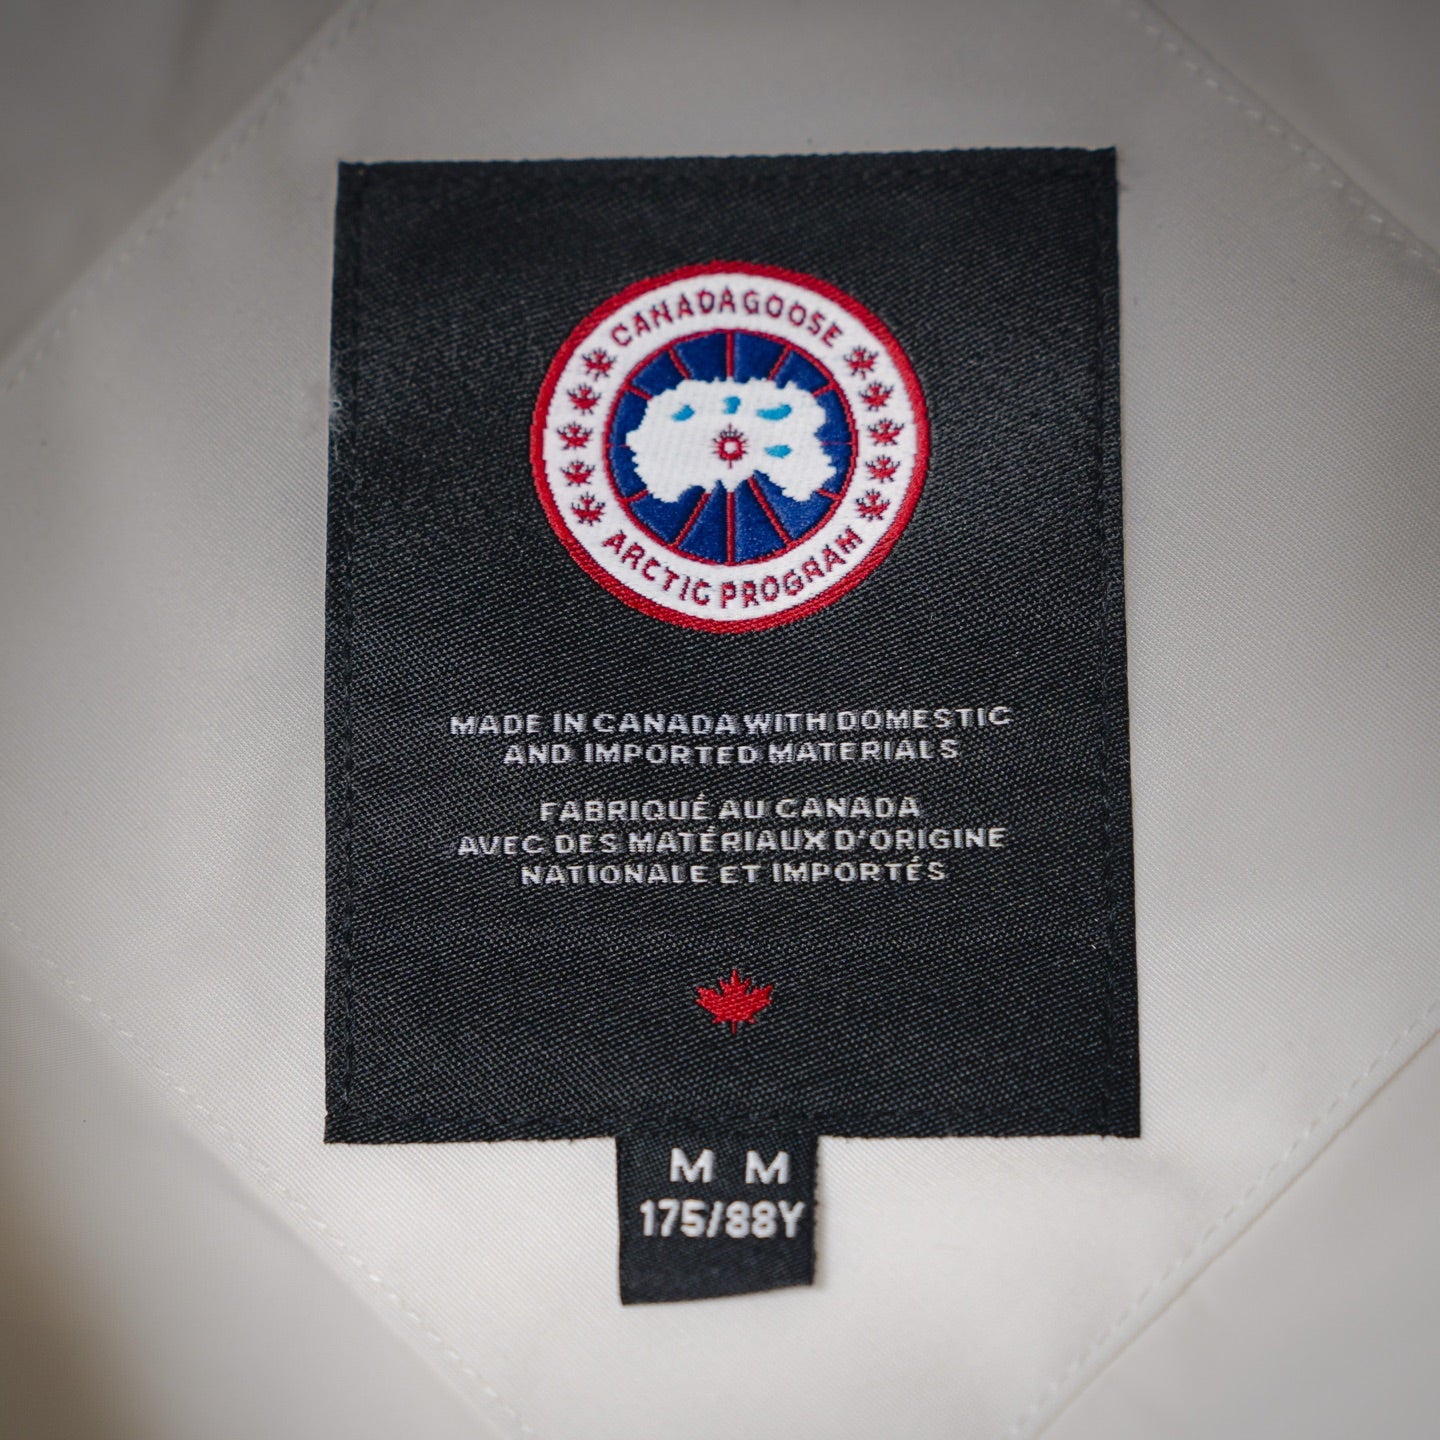 CANADA GOOSE
ARCTIC PROGRAM
MADE IN CANADA WITH DOMESTIC
AND IMPORTED MATERIALS
FABRIQUÉ AU CANADA
AVEC DES MATÉRIAUX D'ORIGINE
NATIONALE ET IMPORTÉS
M M
175/88Y